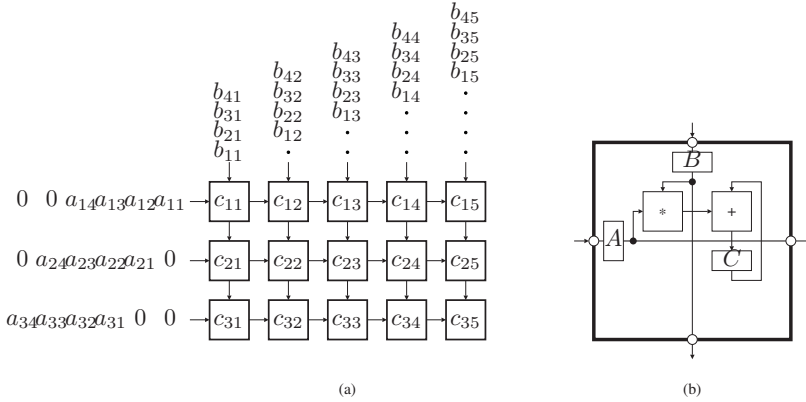 b45
b44 b35
b43 b34 b25
b42 b33 b24 b15
b41 b32 b23 b14 •
b31 b22 b13 • •
b21 b12 • • •
b11 • • • •
0 0 a14 a13 a12 a11 c11 c12 c13 c14 c15
0 a24 a23 a22 a21 0 c21 c22 c23 c24 c25
a34 a33 a32 a31 0 0 c31 c32 c33 c34 c35
(a)
B
* +
A
C
(b)